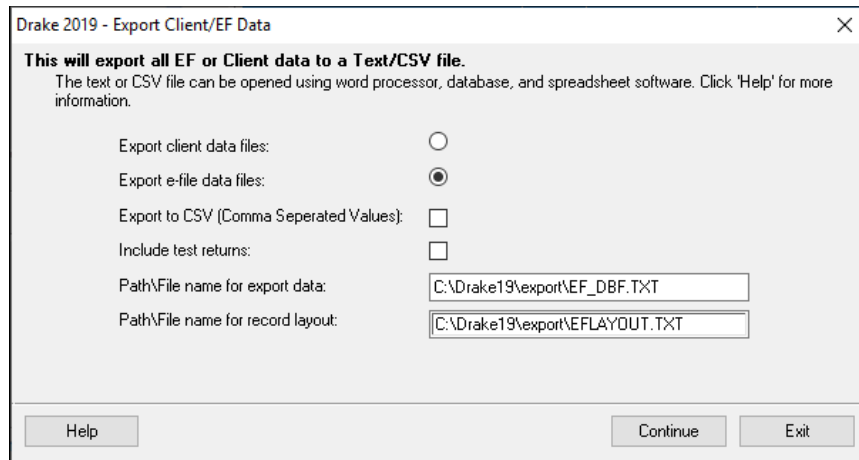 Drake 2019 - Export Client/EF Data
This will export all EF or Client data to a Text/CSV file.
The text or CSV file can be opened using word processor, database, and spreadsheet software. Click 'Help' for more
information.
Export client data files:
Export e-file data files:
Export to CSV (Comma Seperated Values):
Include test returns:
Path\File name for export data: C:\Drake19\export\EF_DBF.TXT
Path\File name for record layout: C:\Drake19\export\EFLAYOUT.TXT
Help Continue Exit